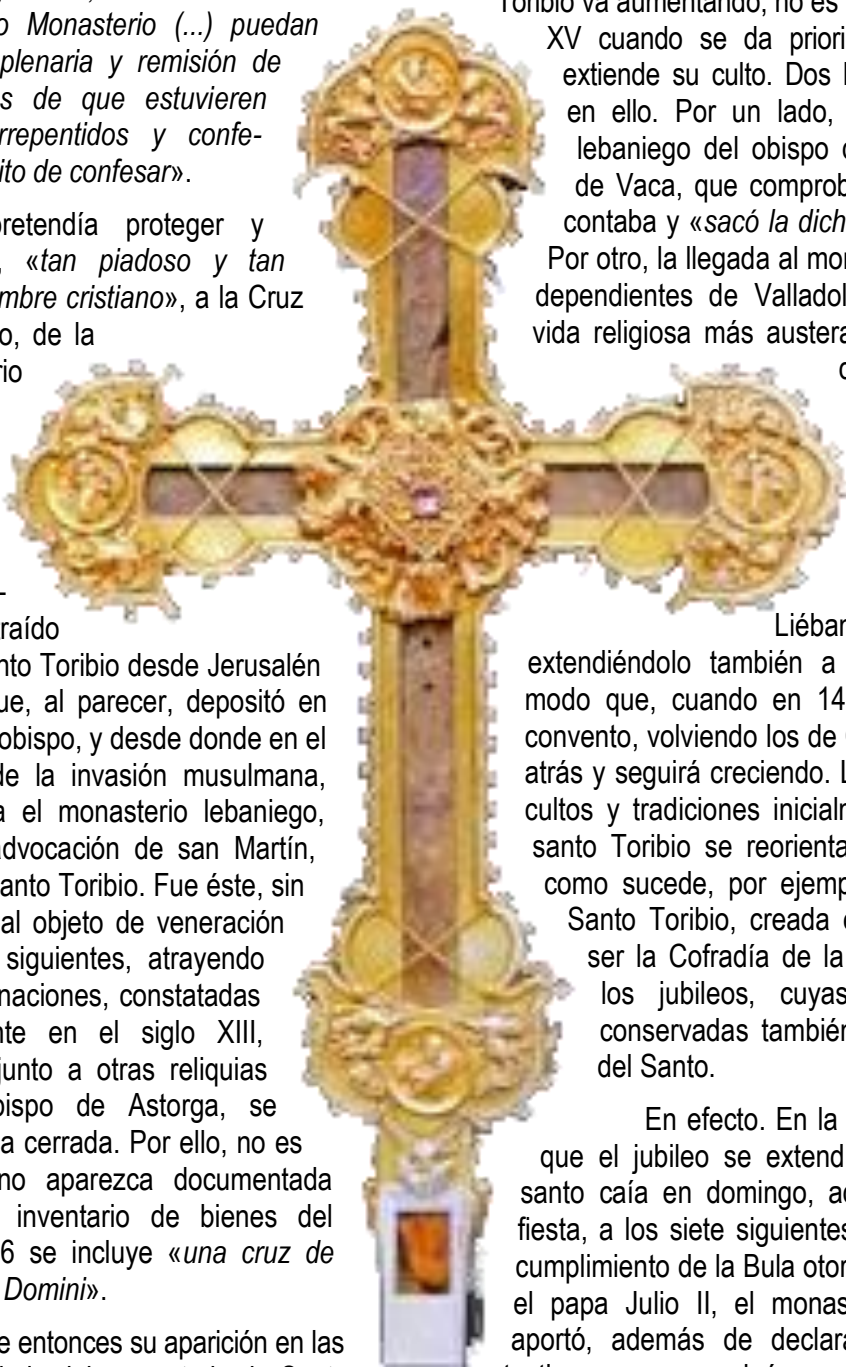 o Monasterio (...) puedan
plenaria y remisión de
s de que estuvieren
rrepentidos y confe-
ito de confesar».
pretendía proteger y
, «tan piadoso y tan
mbre cristiano», a la Cruz
o, de la
rio
-
traído
nto Toribio desde Jerusalén
ue, al parecer, depositó en
obispo, y desde donde en el
de la invasión musulmana,
a el monasterio lebaniego,
advocación de san Martín,
anto Toribio. Fue éste, sin
al objeto de veneración
siguientes, atrayendo
naciones, constatadas
nte en el siglo XIII,
junto a otras reliquias
bispo de Astorga, se
a cerrada. Por ello, no es
no aparezca documentada
inventario de bienes del
6 se incluye «una cruz de
Domini».
e entonces su aparición en las
Toribio va aumentando, no es
XV cuando se da priori
extiende su culto. Dos
en ello. Por un lado,
lebaniego del obispo
de Vaca, que comprob
contaba y «sacó la dich
Por otro, la llegada al mon
dependientes de Valladol
vida religiosa más austera
Liébar
extendiéndolo también a
modo que, cuando en 14
convento, volviendo los de
atrás y seguirá creciendo. L
cultos y tradiciones inicialr
santo Toribio se reorienta
como sucede, por ejemp
Santo Toribio, creada
ser la Cofradía de la
los jubileos, cuyas
conservadas también
del Santo.
En efecto. En la
que el jubileo se extend
santo caía en domingo, ad
fiesta, a los siete siguientes
cumplimiento de la Bula otor
el papa Julio II, el monas
aportó, además de declara